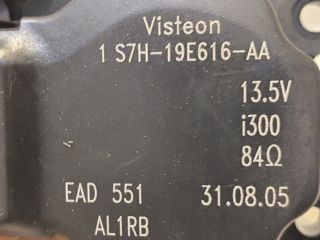 Visteon
1 S7H-19E616-AA
13.5V
i300
84Ω
EAD 551 31.08.05
AL1RB